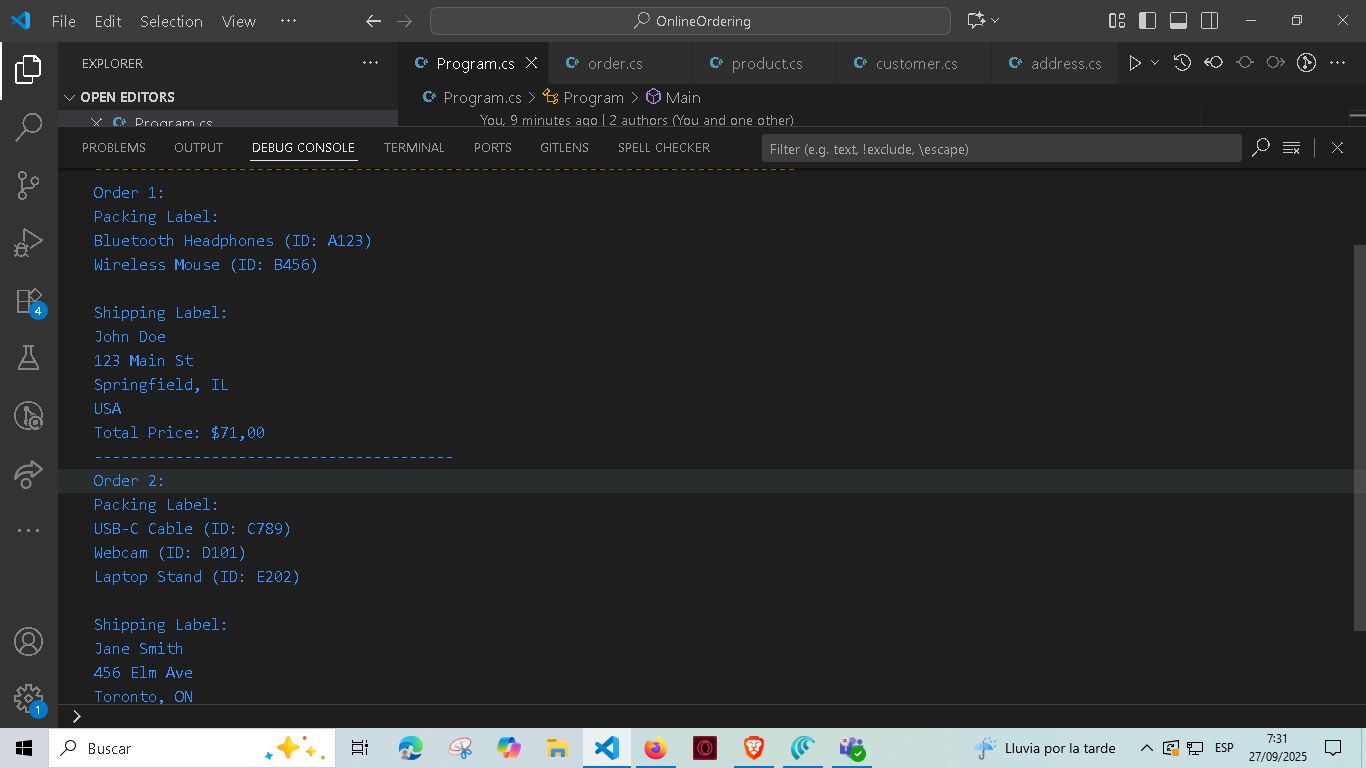 File Edit Selection View ··· OnlineOrdering
EXPLORER ··· Program.cs order.cs product.cs customer.cs address.cs ···
OPEN EDITORS Program.cs > Program > Main
Program.cs You, 9 minutes ago | 2 authors (You and one other)
PROBLEMS OUTPUT DEBUG CONSOLE TERMINAL PORTS GITLENS SPELL CHECKER Filter (e.g. text, !exclude, \escape)
Order 1:
Packing Label:
Bluetooth Headphones (ID: A123)
Wireless Mouse (ID: B456)
Shipping Label:
John Doe
123 Main St
Springfield, IL
USA
Total Price: $71,00
----------------------------------------
Order 2:
Packing Label:
USB-C Cable (ID: C789)
Webcam (ID: D101)
Laptop Stand (ID: E202)
Shipping Label:
Jane Smith
456 Elm Ave
Toronto, ON
4
1
>
Buscar Lluvia por la tarde ESP 7:31
27/09/2025